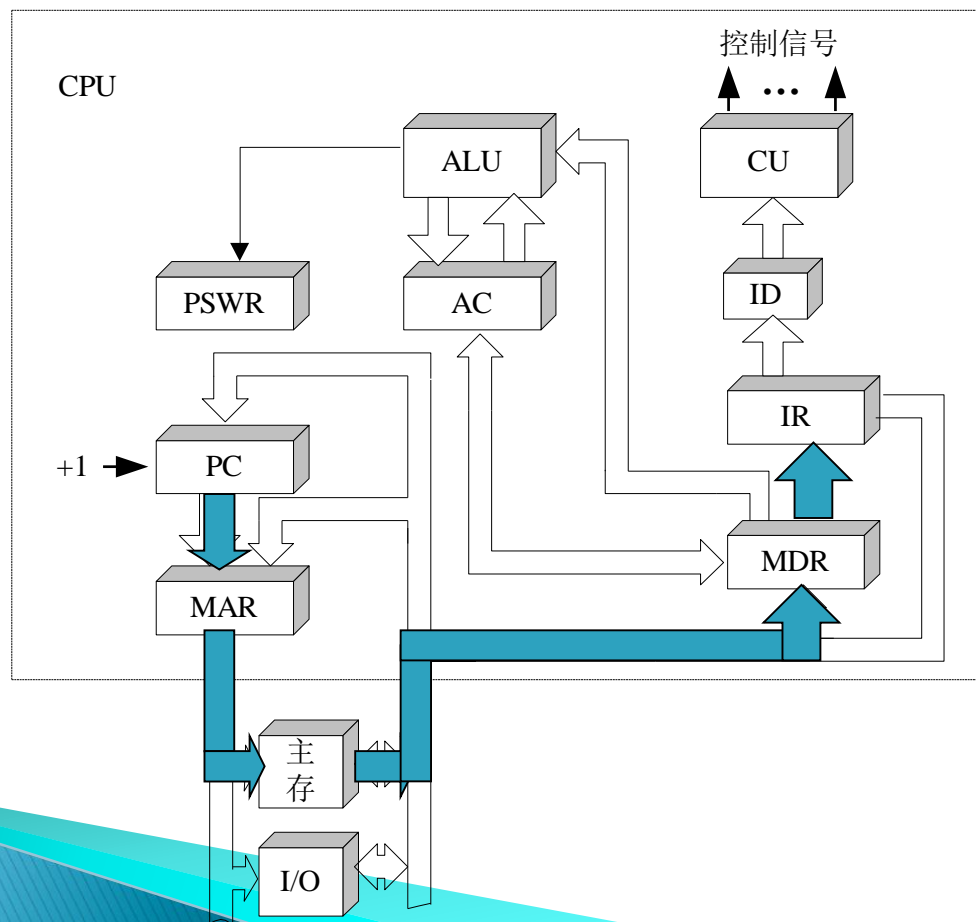 控制信号
…
CPU
ALU
CU
PSWR
AC
ID
IR
+1
PC
MDR
MAR
主
存
I/O